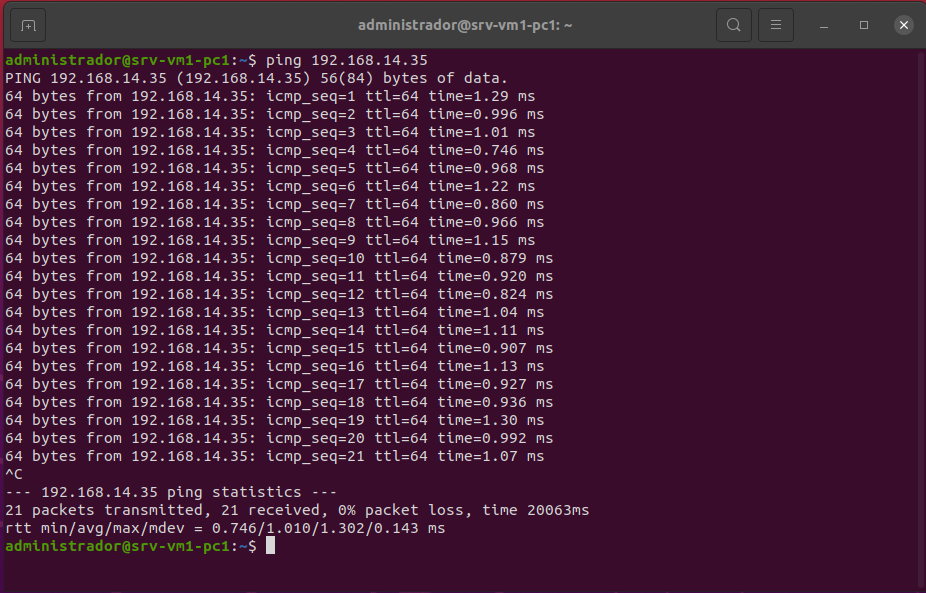 administrador@srv-vm1-pc1: ~
administrador@srv-vm1-pc1:~$ ping 192.168.14.35
PING 192.168.14.35 (192.168.14.35) 56(84) bytes of data.
64 bytes from 192.168.14.35: icmp_seq=1 ttl=64 time=1.29 ms
64 bytes from 192.168.14.35: icmp_seq=2 ttl=64 time=0.996 ms
64 bytes from 192.168.14.35: icmp_seq=3 ttl=64 time=1.01 ms
64 bytes from 192.168.14.35: icmp_seq=4 ttl=64 time=0.746 ms
64 bytes from 192.168.14.35: icmp_seq=5 ttl=64 time=0.968 ms
64 bytes from 192.168.14.35: icmp_seq=6 ttl=64 time=1.22 ms
64 bytes from 192.168.14.35: icmp_seq=7 ttl=64 time=0.860 ms
64 bytes from 192.168.14.35: icmp_seq=8 ttl=64 time=0.966 ms
64 bytes from 192.168.14.35: icmp_seq=9 ttl=64 time=1.15 ms
64 bytes from 192.168.14.35: icmp_seq=10 ttl=64 time=0.879 ms
64 bytes from 192.168.14.35: icmp_seq=11 ttl=64 time=0.920 ms
64 bytes from 192.168.14.35: icmp_seq=12 ttl=64 time=0.824 ms
64 bytes from 192.168.14.35: icmp_seq=13 ttl=64 time=1.04 ms
64 bytes from 192.168.14.35: icmp_seq=14 ttl=64 time=1.11 ms
64 bytes from 192.168.14.35: icmp_seq=15 ttl=64 time=0.907 ms
64 bytes from 192.168.14.35: icmp_seq=16 ttl=64 time=1.13 ms
64 bytes from 192.168.14.35: icmp_seq=17 ttl=64 time=0.927 ms
64 bytes from 192.168.14.35: icmp_seq=18 ttl=64 time=0.936 ms
64 bytes from 192.168.14.35: icmp_seq=19 ttl=64 time=1.30 ms
64 bytes from 192.168.14.35: icmp_seq=20 ttl=64 time=0.992 ms
64 bytes from 192.168.14.35: icmp_seq=21 ttl=64 time=1.07 ms
^C
--- 192.168.14.35 ping statistics ---
21 packets transmitted, 21 received, 0% packet loss, time 20063ms
rtt min/avg/max/mdev = 0.746/1.010/1.302/0.143 ms
administrador@srv-vm1-pc1:~$